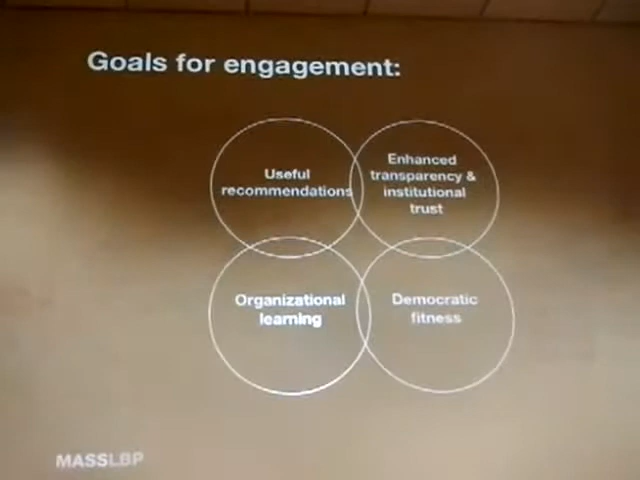 Goals for engagement:
Useful
recommendations
Enhanced
transparency &
institutional
trust
Organizational
learning
Democratic
fitness
MASSLBP